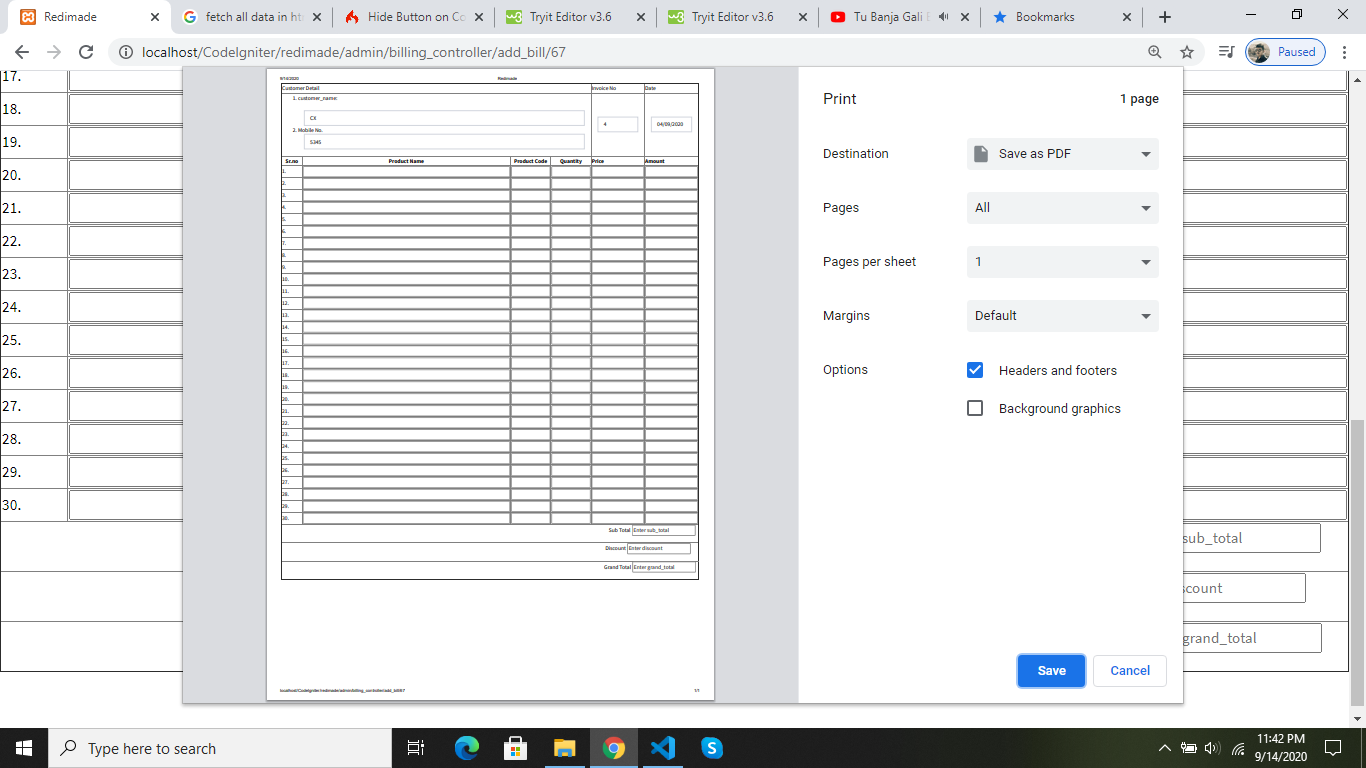 Redimade
fetch all data in ht
Hide Button on Co
Tryit Editor v3.6
Tryit Editor v3.6
Tu Banja Gali
Bookmarks
localhost/CodeIgniter/redimade/admin/billing_controller/add_bill/67
Paused
17.
18.
19.
20.
21.
22.
23.
24.
25.
26.
27.
28.
29.
30.
sub_total
scount
grand_total
9/14/2020 Redimade
Customer Detail Invoice No Date
1. customer_name:
CX
4 04/09/2020
2. Mobile No.
5345
Sr.no Product Name Product Code Quantity Price Amount
1.
2.
3.
4.
5.
6.
7.
8.
9.
10.
11.
12.
13.
14.
15.
16.
17.
18.
19.
20.
21.
22.
23.
24.
25.
26.
27.
28.
29.
30.
Sub Total Enter sub_total
Discount Enter discount
Grand Total Enter grand_total
localhost/CodeIgniter/redimade/admin/billing_controller/add_bill/67 1/1
Print 1 page
Destination Save as PDF
Pages All
Pages per sheet 1
Margins Default
Options Headers and footers
Background graphics
Save Cancel
Type here to search
11:42 PM
9/14/2020